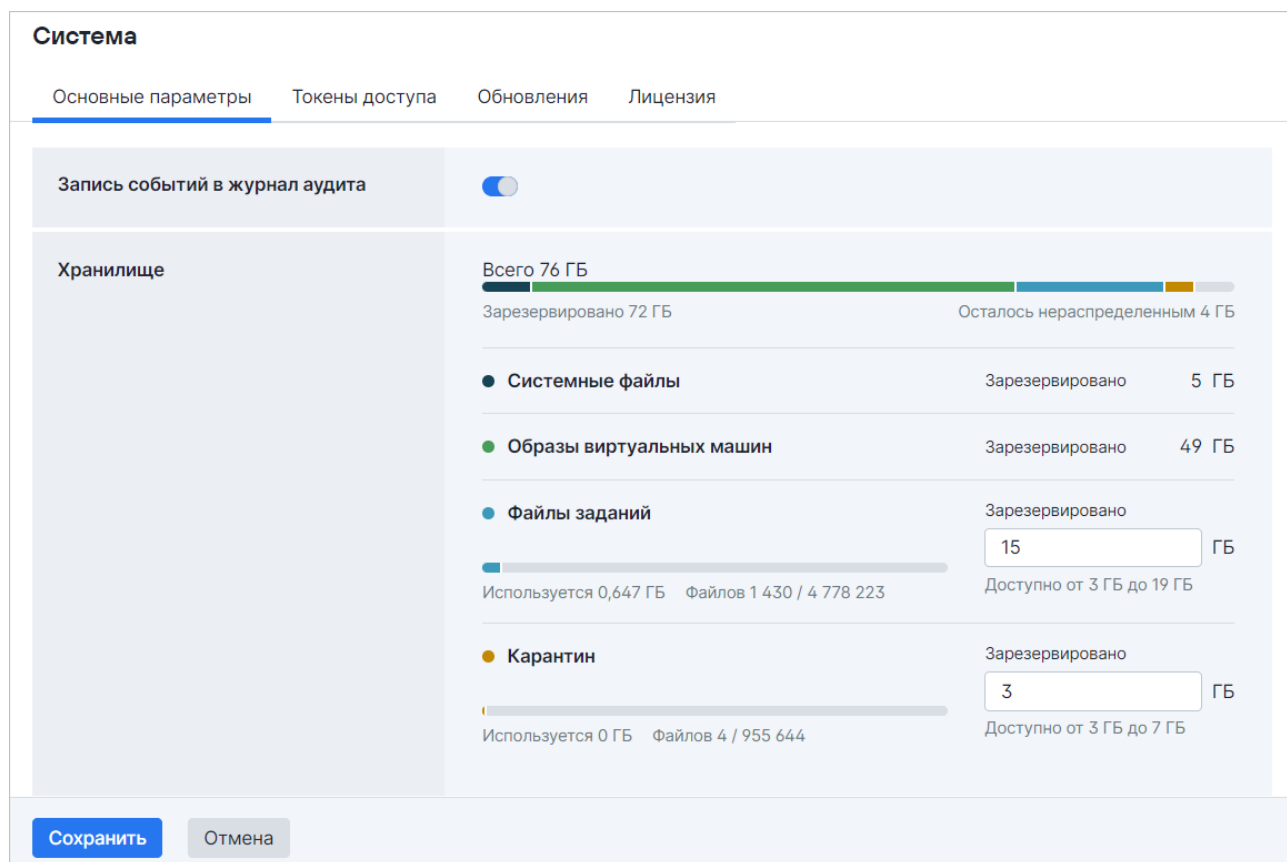 Система
Основные параметры Токены доступа Обновления Лицензия
Запись событий в журнал аудита
Хранилище
Всего 76 ГБ
Зарезервировано 72 ГБ Осталось нераспределенным 4 ГБ
Системные файлы Зарезервировано 5 ГБ
Образы виртуальных машин Зарезервировано 49 ГБ
Файлы заданий Зарезервировано
15 ГБ
Используется 0,647 ГБ Файлов 1 430 / 4 778 223 Доступно от 3 ГБ до 19 ГБ
Карантин Зарезервировано
3 ГБ
Используется 0 ГБ Файлов 4 / 955 644 Доступно от 3 ГБ до 7 ГБ
Сохранить Отмена